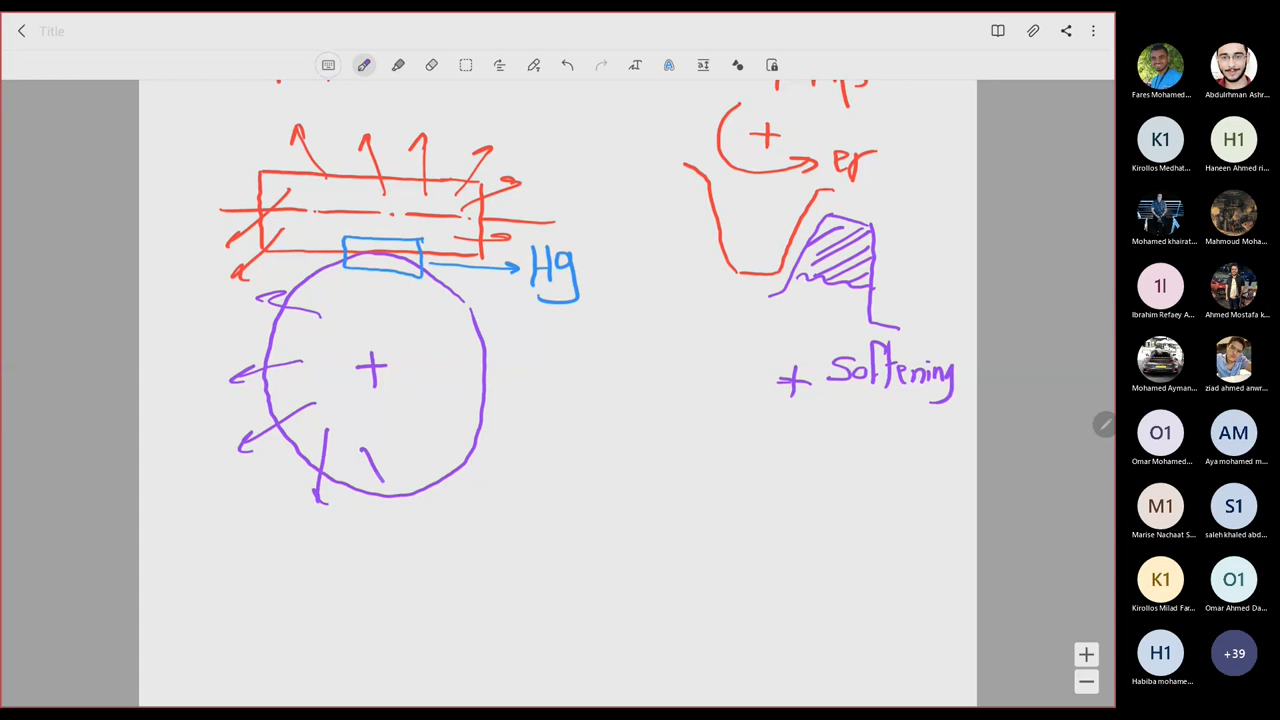 Title
er
Hg
+ Softening
Fares Mohamed...
Abdulrhman Ashr...
K1
H1
Kirollos Medhat...
Haneen Ahmed ri...
Mohamed khairat...
Mahmoud Moha...
1I
Ibrahim Refaey A...
Ahmed Mostafa k...
Mohamed Ayman...
ziad ahmed anwr...
O1
AM
Omar Mohamed...
Aya mohamed m...
M1
S1
Marise Nachaat S...
saleh khaled abd...
K1
O1
Kirollos Milad Far...
Omar Ahmed Da...
H1
+39
Habiba mohame...